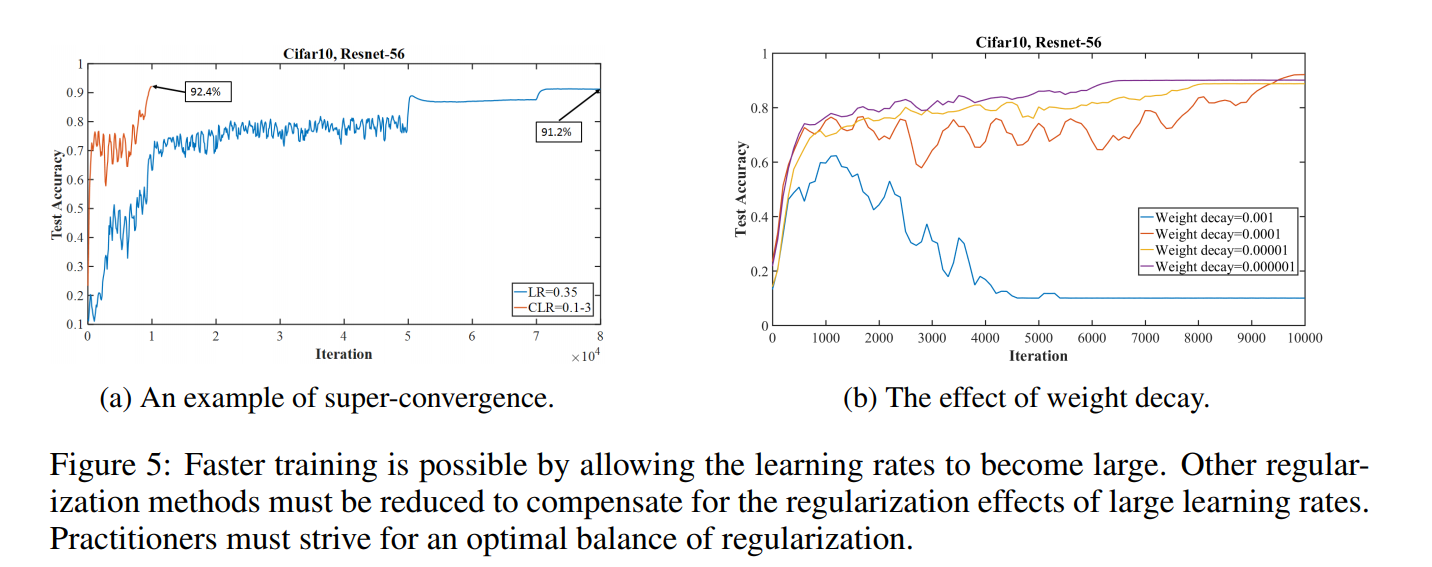 Cifar10, Resnet-56
1
0.9
0.8
0.7
0.6
0.5
0.4
0.3
0.2
0.1
Test Accuracy
92.4%
91.2%
LR=0.35
CLR=0.1-3
0 1 2 3 4 5 6 7 8
Iteration
×10⁴
(a) An example of super-convergence.
Cifar10, Resnet-56
1
0.8
0.6
0.4
0.2
0
Test Accuracy
Weight decay=0.001
Weight decay=0.0001
Weight decay=0.00001
Weight decay=0.000001
0 1000 2000 3000 4000 5000 6000 7000 8000 9000 10000
Iteration
(b) The effect of weight decay.
Figure 5: Faster training is possible by allowing the learning rates to become large. Other regular-
ization methods must be reduced to compensate for the regularization effects of large learning rates.
Practitioners must strive for an optimal balance of regularization.